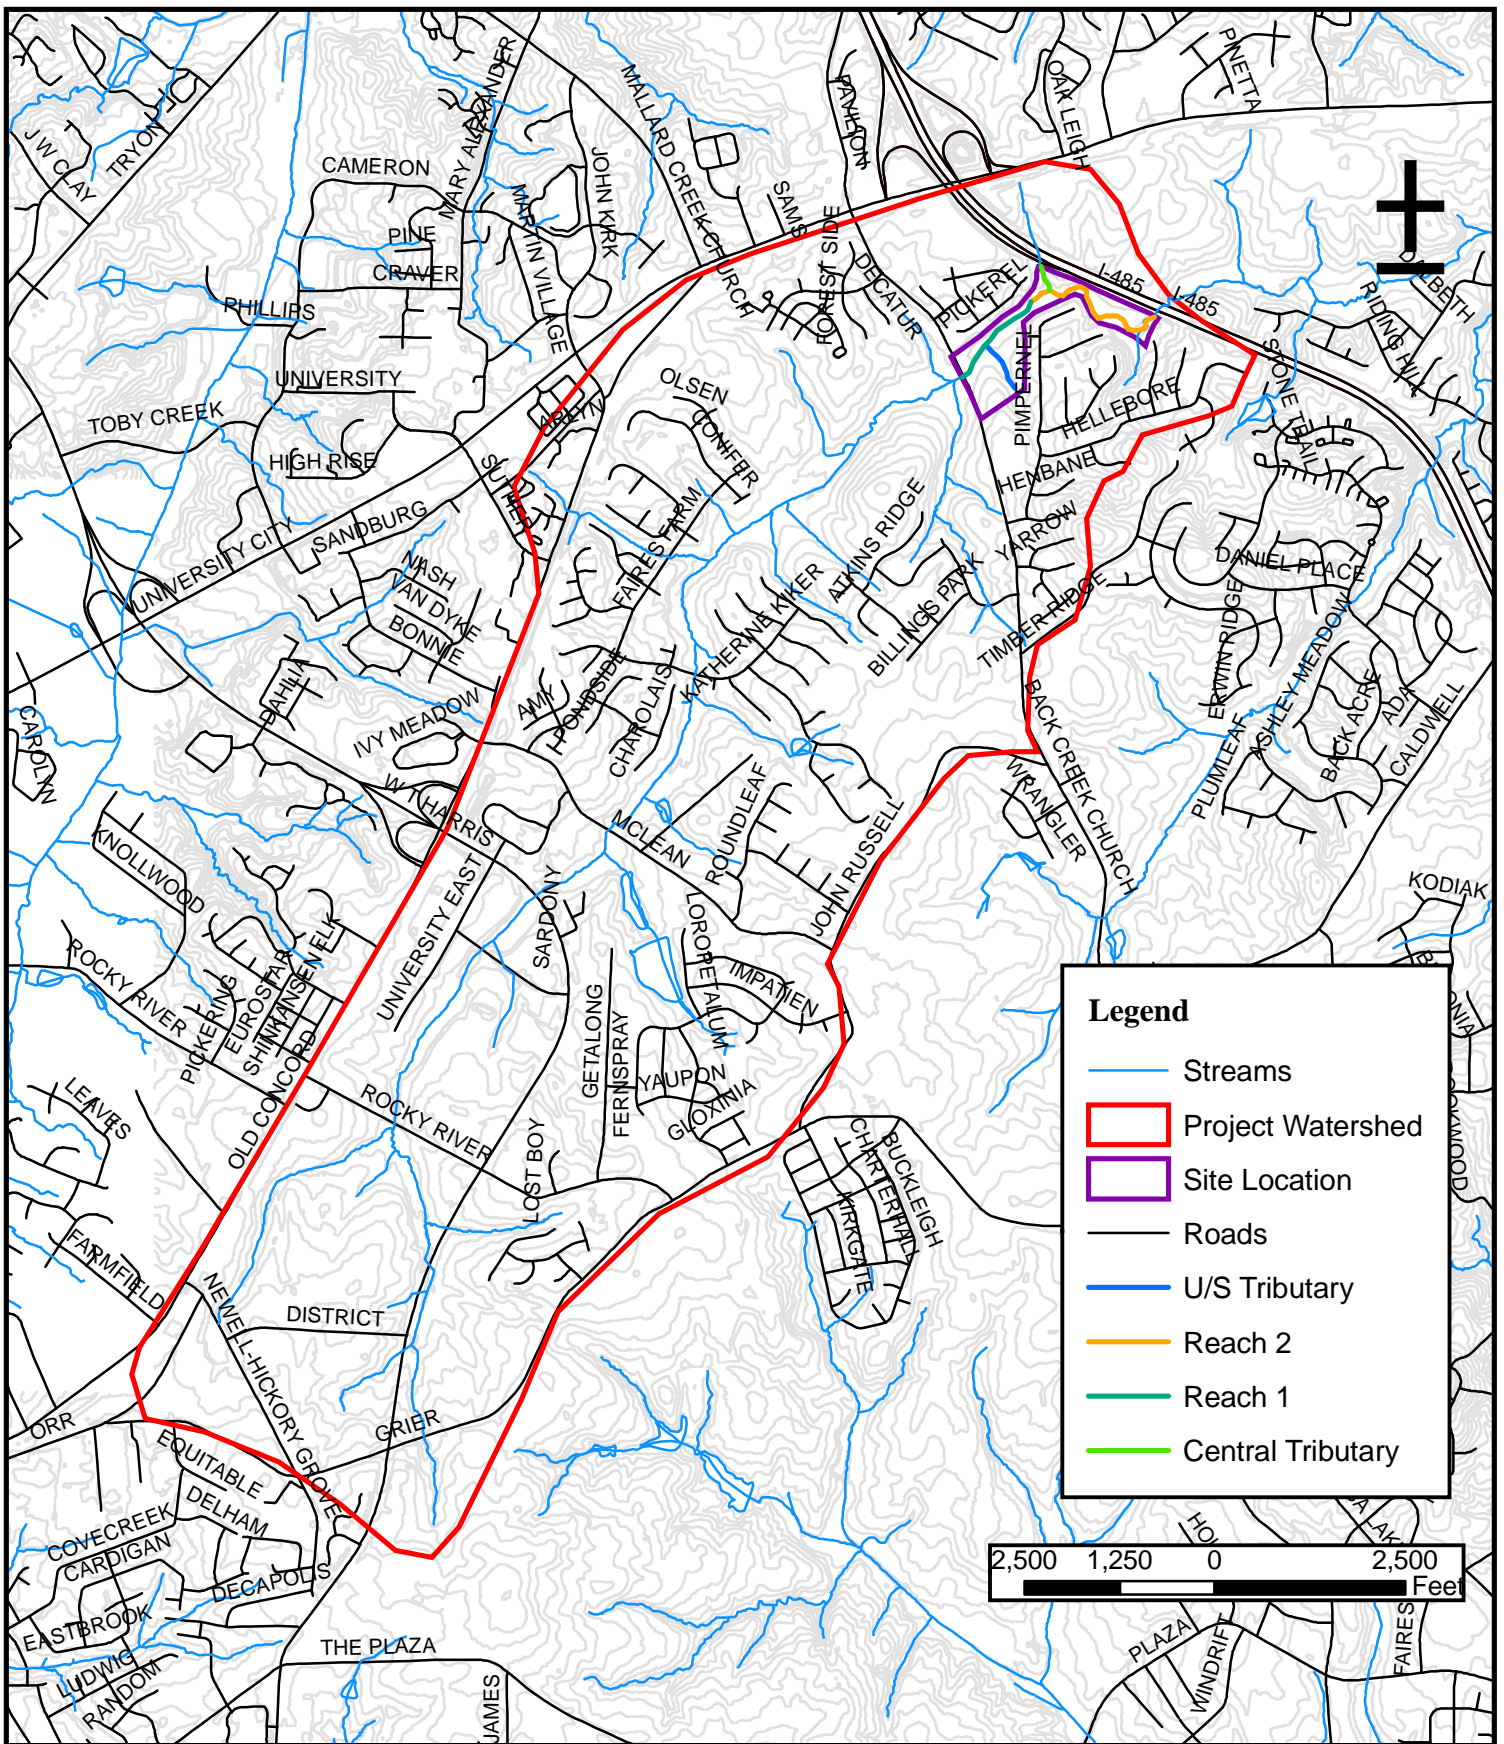 PINETTA
OAK LEIGH
MARY ALEXANDER
MALLARD CREEK CHURCH
PAVILION
TRYON
J W CLAY
CAMERON
JOHN KIRK
SAMS
MARTIN VILLAGE
PINE
CRAVER
FOREST SIDE
DECATUR
PICKEREL
I-485
I-485
DALBETH
RIDING HILL
PHILLIPS
UNIVERSITY
OLSEN
CONIFER
ARLYN
PIMPERNEL
HELLEBORE
STONE TRAIL
TOBY CREEK
HIGH RISE
SUTHER
HENBANE
UNIVERSITY CITY
SANDBURG
FAIRES FARM
ATKINS RIDGE
YARROW
DANIEL PLACE
NASH
VAN DYKE
BONNIE
KATHERINE KIKER
BILLINGS PARK
TIMBER RIDGE
ERWIN RIDGE
ASHLEY MEADOW
DAHLIA
IVY MEADOW
AMY
PONDSIDE
CHAROLAIS
BACK CREEK CHURCH
PLUMLEAF
BACK ACRE
ADA
CALDWELL
CAROLYN
W T HARRIS
MCLEAN
ROUNDLEAF
JOHN RUSSELL
WRANGLER
KNOLLWOOD
UNIVERSITY EAST
SARDONY
LOROPETALUM
IMPATIEN
KODIAK
ROCKY RIVER
PICKERING
EUROSTAR
SHINKANSEN
ELK
GETALONG
FERNSPRAY
YAUPON
GLOXINIA
LEAVES
OLD CONCORD
ROCKY RIVER
LOST BOY
CHARTERHALL
BUCKLEIGH
KIRKGATE
FARMFIELD
NEWELL-HICKORY GROVE
DISTRICT
GRIER
ORR
EQUITABLE
DELHAM
COVECREEK
CARDIGAN
DECAPOLIS
EASTBROOK
LUDWIG
RANDOM
THE PLAZA
JAMES
PLAZA
WINDRIFT
FAIRES
Legend
Streams
Project Watershed
Site Location
Roads
U/S Tributary
Reach 2
Reach 1
Central Tributary
2,500 1,250 0 2,500
Feet